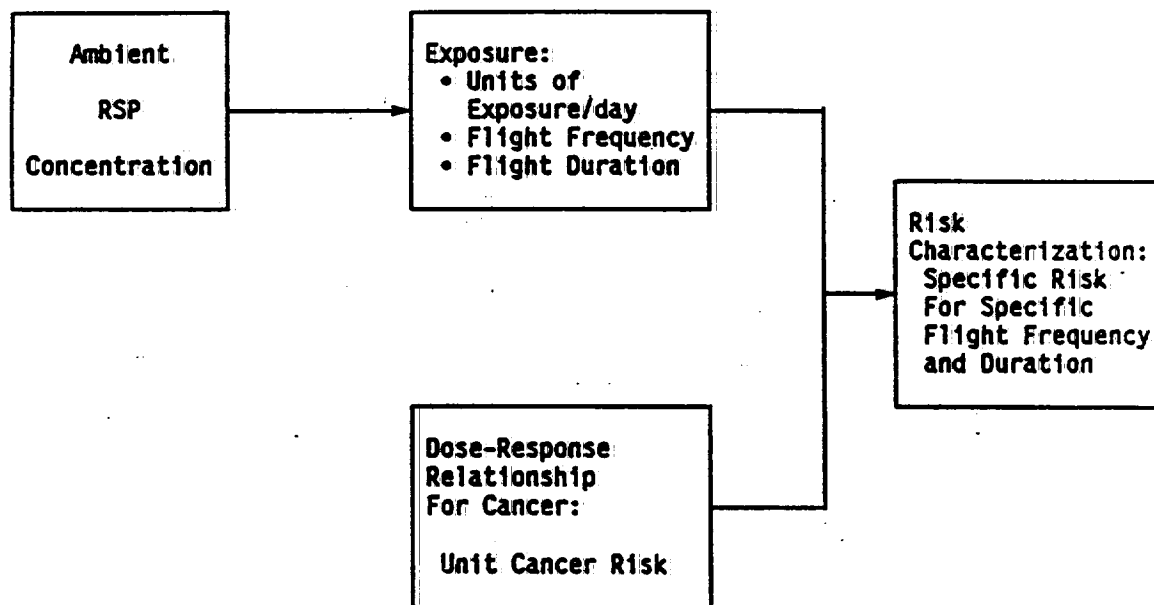 Ambient
RSP
Concentration
Exposure:
• Units of
Exposure/day
• Flight Frequency
• Flight Duration
Risk
Characterization:
Specific Risk
For Specific
Flight Frequency
and Duration
Dose-Response
Relationship
For Cancer:
Unit Cancer Risk